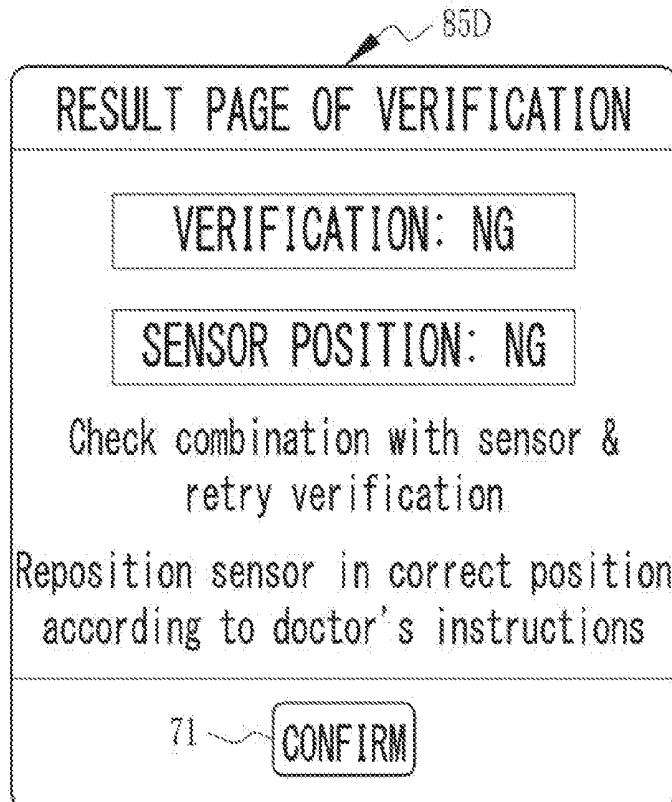 85D
RESULT PAGE OF VERIFICATION
VERIFICATION: NG
SENSOR POSITION: NG
Check combination with sensor &
retry verification
Reposition sensor in correct position
according to doctor's instructions
71
CONFIRM